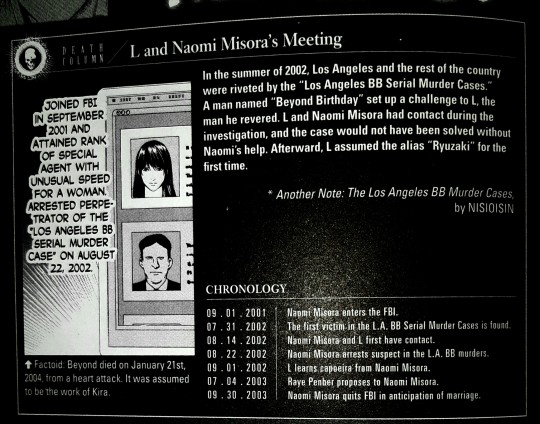 DEATH
COLUMN
L and Naomi Misora's Meeting
JOINED FBI
IN SEPTEMBER
2001 AND
ATTAINED RANK
OF SPECIAL
AGENT WITH
UNUSUAL SPEED
FOR A WOMAN.
ARRESTED PERPE-
TRATOR OF THE
"LOS ANGELES BB
SERIAL MURDER
CASE" ON AUGUST
22, 2002.
In the summer of 2002, Los Angeles and the rest of the country
were riveted by the "Los Angeles BB Serial Murder Cases."
A man named "Beyond Birthday" set up a challenge to L, the
man he revered. L and Naomi Misora had contact during the
investigation, and the case would not have been solved without
Naomi's help. Afterward, L assumed the alias "Ryuzaki" for the
first time.
* Another Note: The Los Angeles BB Murder Cases,
by NISIOISIN
CHRONOLOGY
09 . 01 . 2001 Naomi Misora enters the FBI.
07 . 31 . 2002 The first victim in the L.A. BB Serial Murder Cases is found.
08 . 14 . 2002 Naomi Misora and L first have contact.
08 . 22 . 2002 Naomi Misora arrests suspect in the L.A. BB murders.
09 . 01 . 2002 L learns capoeira from Naomi Misora.
07 . 04 . 2003 Raye Penber proposes to Naomi Misora.
09 . 30 . 2003 Naomi Misora quits FBI in anticipation of marriage.
↑ Factoid: Beyond died on January 21st,
2004, from a heart attack. It was assumed
to be the work of Kira.